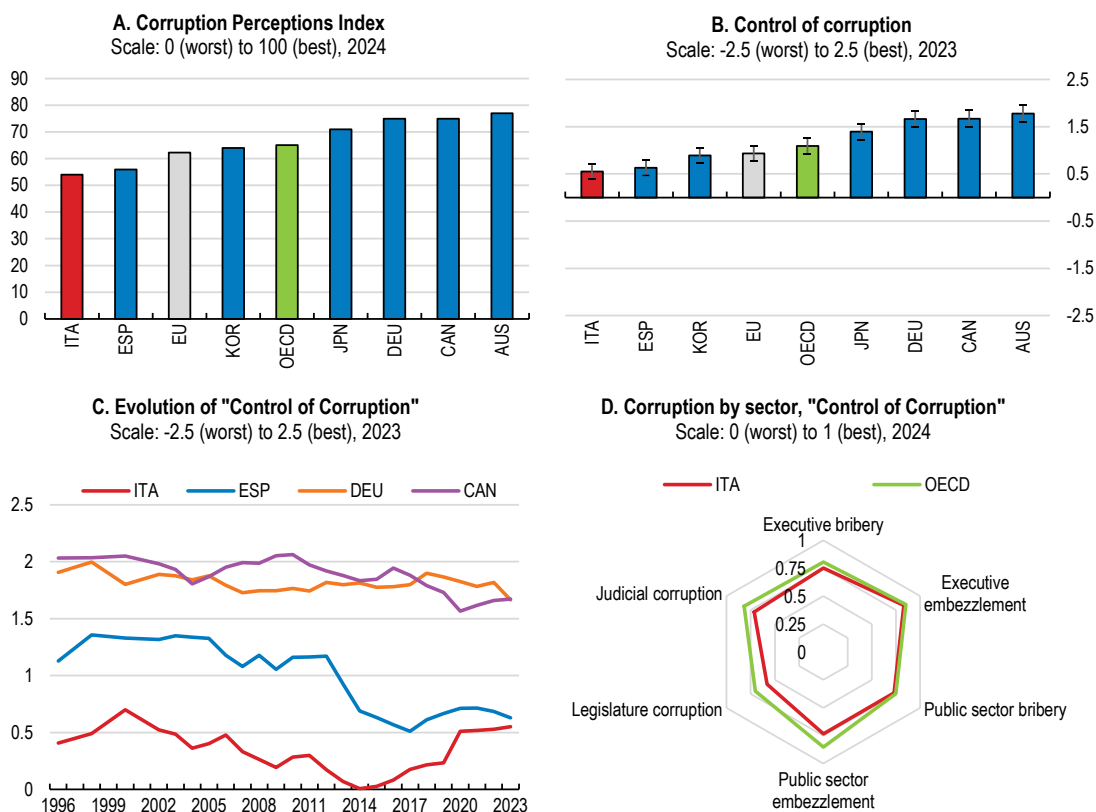 A. Corruption Perceptions Index
Scale: 0 (worst) to 100 (best), 2024
90
80
70
60
50
40
30
20
10
0
ITA
ESP
EU
KOR
OECD
JPN
DEU
CAN
AUS
B. Control of corruption
Scale: -2.5 (worst) to 2.5 (best), 2023
2.5
1.5
0.5
-0.5
-1.5
-2.5
ITA
ESP
KOR
EU
OECD
JPN
DEU
CAN
AUS
C. Evolution of "Control of Corruption"
Scale: -2.5 (worst) to 2.5 (best), 2023
ITA ESP DEU CAN
2.5
2
1.5
1
0.5
0
1996 1999 2002 2005 2008 2011 2014 2017 2020 2023
D. Corruption by sector, "Control of Corruption"
Scale: 0 (worst) to 1 (best), 2024
ITA OECD
Executive bribery
1
0.75
0.5
0.25
0
Executive
embezzlement
Public sector bribery
Public sector
embezzlement
Legislature corruption
Judicial corruption